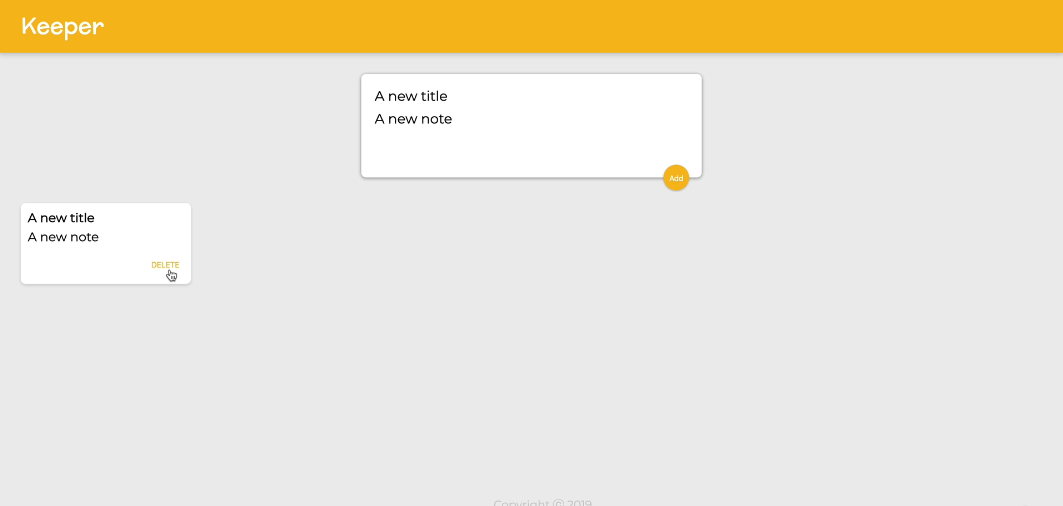 Keeper
A new title
A new note
Add
A new title
A new note
DELETE
Copyright ⓒ 2019